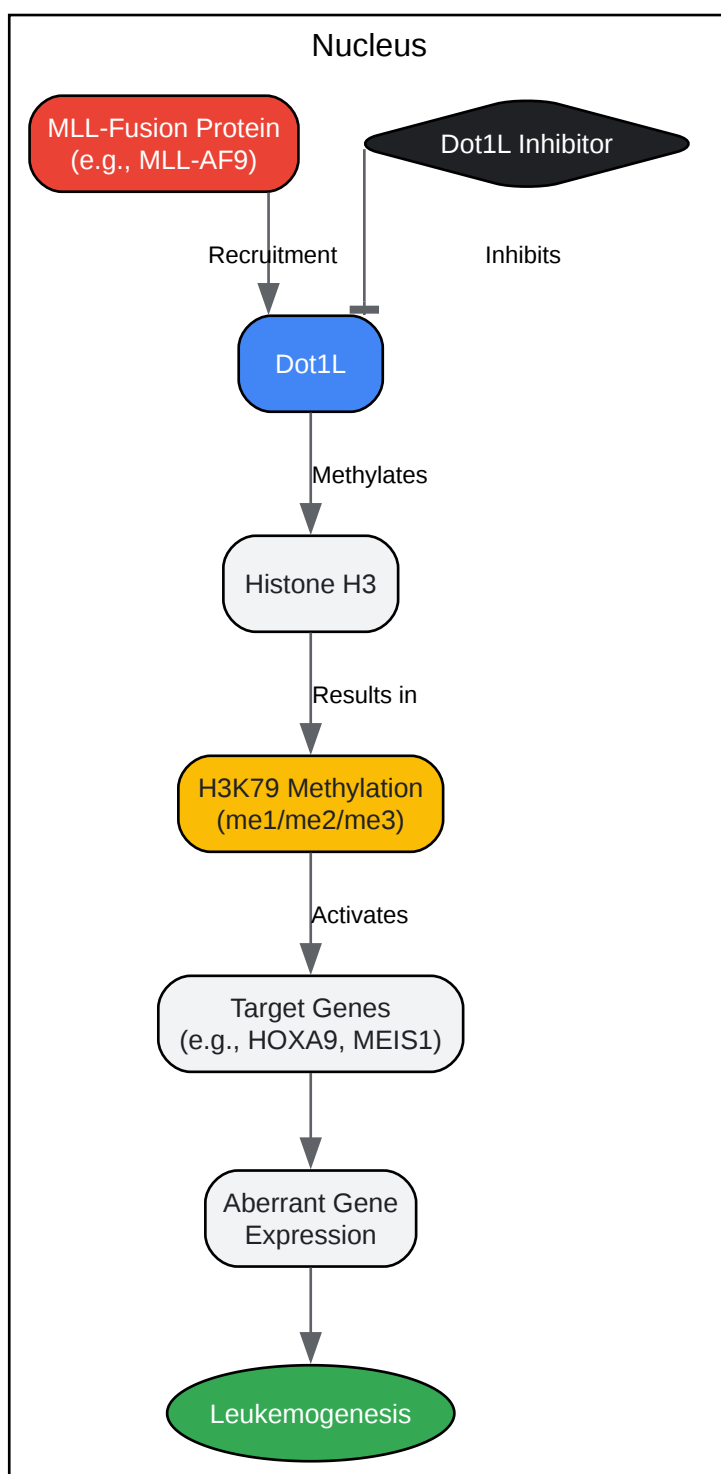 Nucleus
MLL-Fusion Protein
(e.g., MLL-AF9)
Dot1L Inhibitor
Recruitment
Inhibits
Dot1L
Methylates
Histone H3
Results in
H3K79 Methylation
(me1/me2/me3)
Activates
Target Genes
(e.g., HOXA9, MEIS1)
Aberrant Gene
Expression
Leukemogenesis